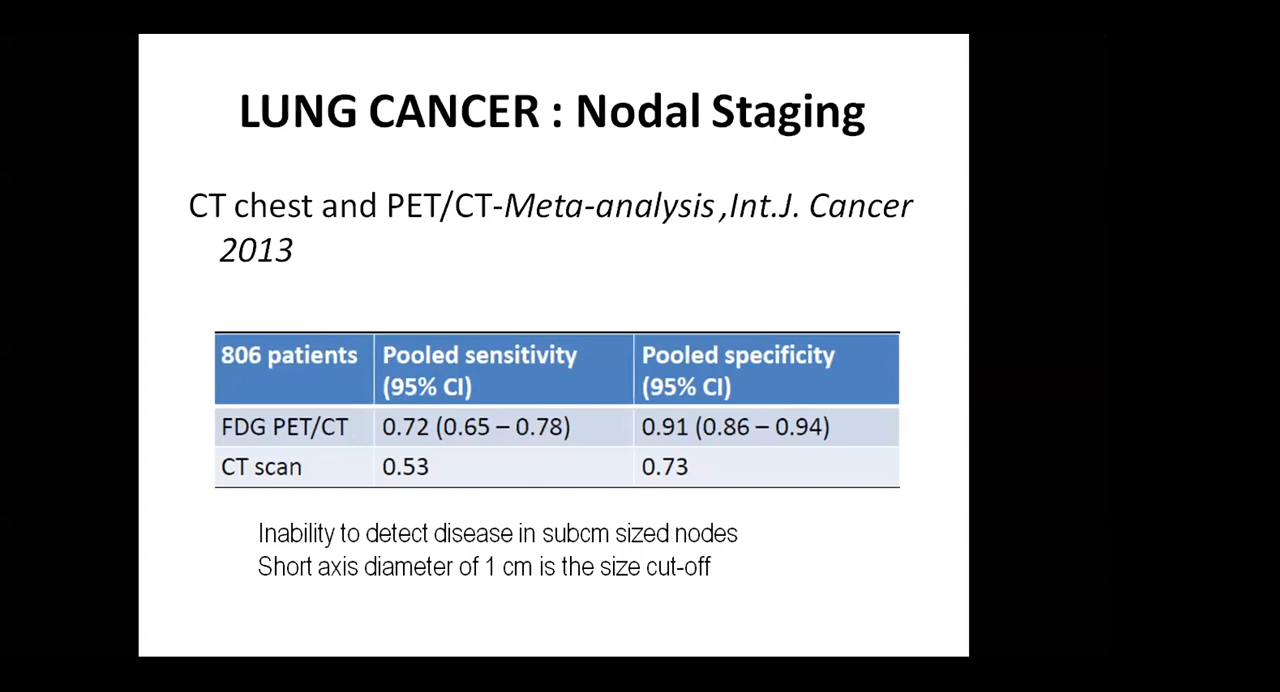 LUNG CANCER : Nodal Staging
CT chest and PET/CT-Meta-analysis ,Int.J. Cancer
2013
806 patients Pooled sensitivity (95% CI) Pooled specificity (95% CI)
FDG PET/CT 0.72 (0.65 – 0.78) 0.91 (0.86 – 0.94)
CT scan 0.53 0.73
Inability to detect disease in subcm sized nodes
Short axis diameter of 1 cm is the size cut-off